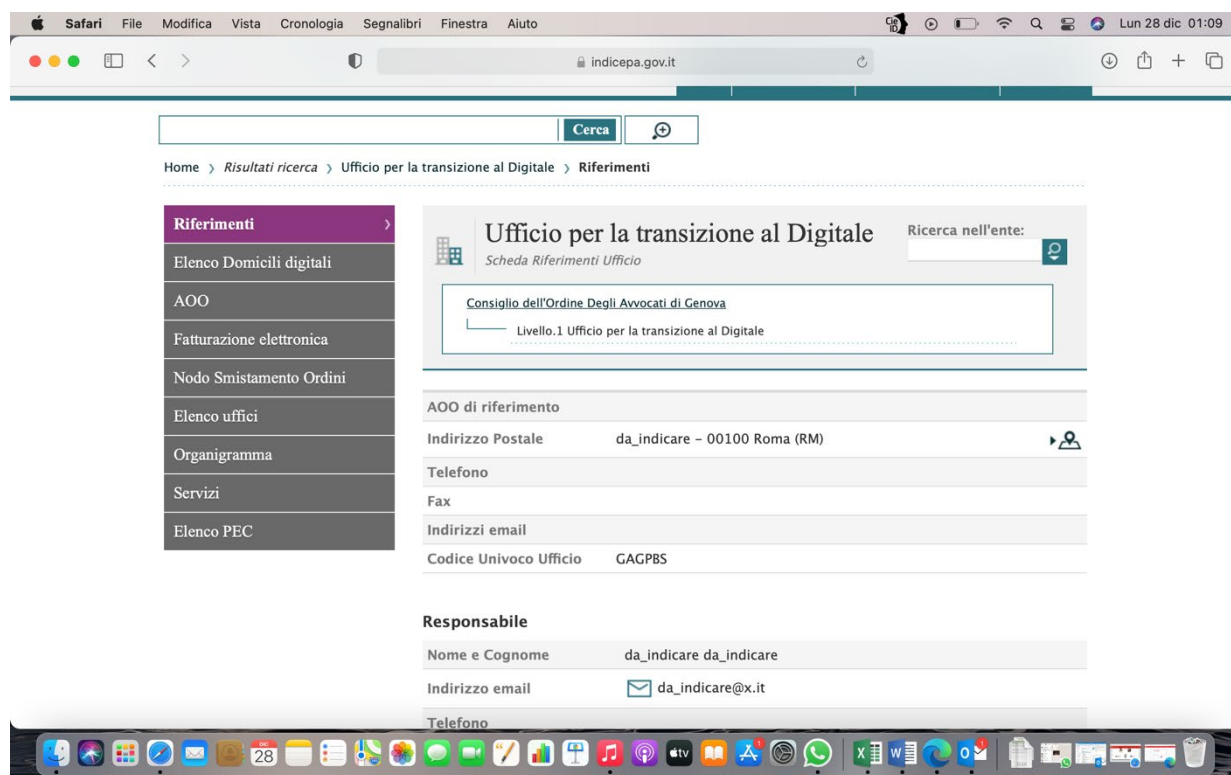 Safari File Modifica Vista Cronologia Segnalibri Finestra Aiuto Lun 28 dic 01:09
indicepa.gov.it
Cerca
Home > Risultati ricerca > Ufficio per la transizione al Digitale > Riferimenti
Riferimenti
Elenco Domicili digitali
AOO
Fatturazione elettronica
Nodo Smistamento Ordini
Elenco uffici
Organigramma
Servizi
Elenco PEC
Ufficio per la transizione al Digitale
Scheda Riferimenti Ufficio
Ricerca nell'ente:
Consiglio dell'Ordine Degli Avvocati di Genova
Livello.1 Ufficio per la transizione al Digitale
AOO di riferimento
Indirizzo Postale da_indicare – 00100 Roma (RM)
Telefono
Fax
Indirizzi email
Codice Univoco Ufficio GAGPBS
Responsabile
Nome e Cognome da_indicare da_indicare
Indirizzo email da_indicare@x.it
Telefono
DIC
28
tv